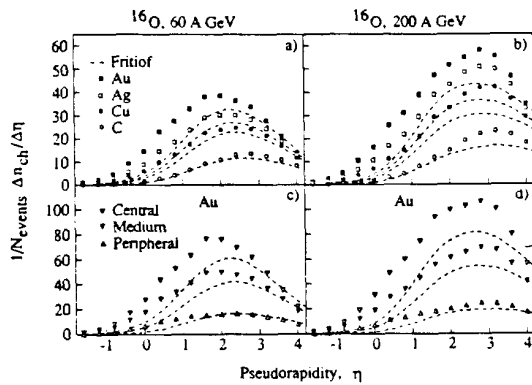 16O, 60 A GeV
16O, 200 A GeV
a)
b)
Fritiof
Au
Ag
Cu
C
60
50
40
30
20
10
0
c)
d)
Au
Au
Central
Medium
Peripheral
100
80
60
40
20
0
-1 0 1 2 3 4
-1 0 1 2 3 4
1/Nevents Δnch/Δη
Pseudorapidity, η